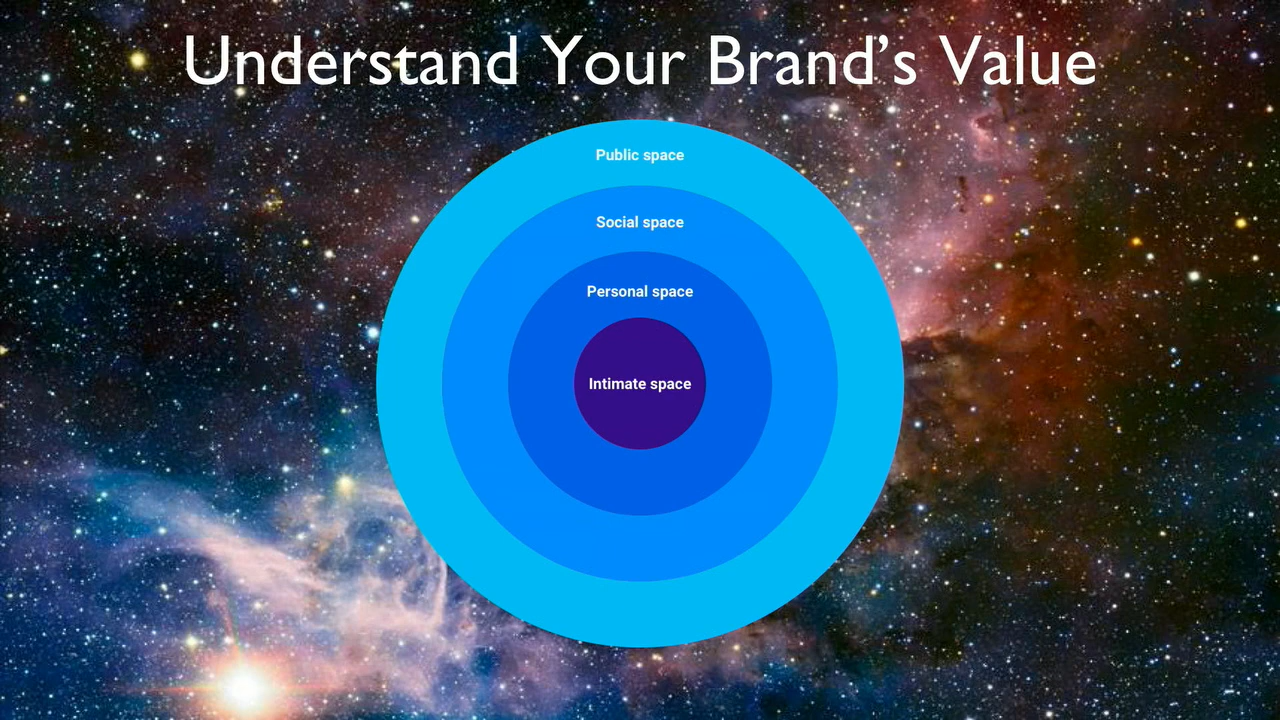 Understand Your Brand’s Value
Public space
Social space
Personal space
Intimate space